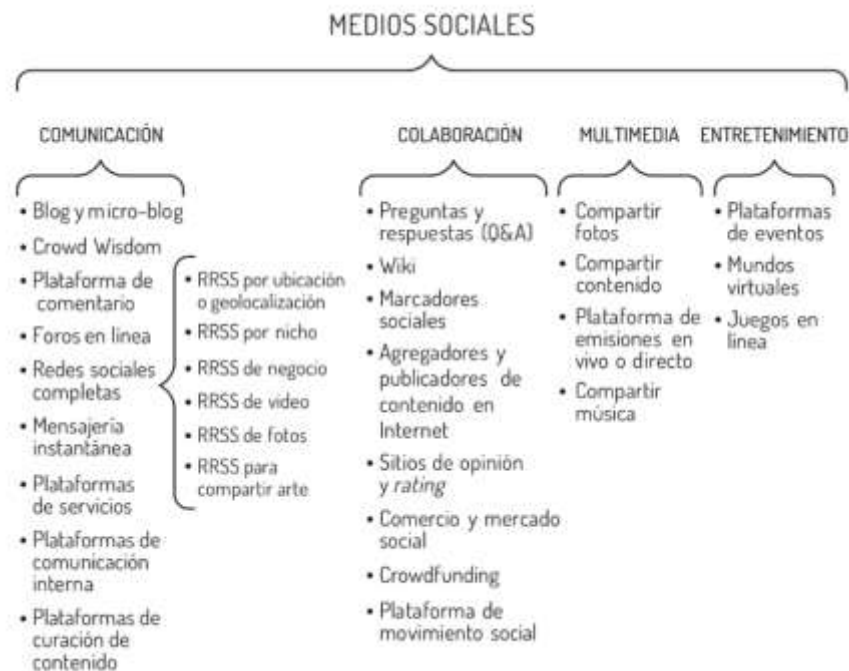 MEDIOS SOCIALES
COMUNICACIÓN
• Blog y micro-blog
• Crowd Wisdom
• Plataforma de
comentario
• Foros en línea
• Redes sociales
completas
• Mensajería
instantánea
• Plataformas
de servicios
• Plataformas de
comunicación
interna
• Plataformas de
curación de
contenido
• RRSS por ubicación
o geolocalización
• RRSS por nicho
• RRSS de negocio
• RRSS de video
• RRSS de fotos
• RRSS para
compartir arte
COLABORACIÓN
• Preguntas y
respuestas (Q&A)
• Wiki
• Marcadores
sociales
• Agregadores y
publicadores de
contenido en
Internet
• Sitios de opinión
y rating
• Comercio y mercado
social
• Crowdfunding
• Plataforma de
movimiento social
MULTIMEDIA
• Compartir
fotos
• Compartir
contenido
• Plataforma de
emisiones en
vivo o directo
• Compartir
música
ENTRETENIMIENTO
• Plataformas
de eventos
• Mundos
virtuales
• Juegos en
línea